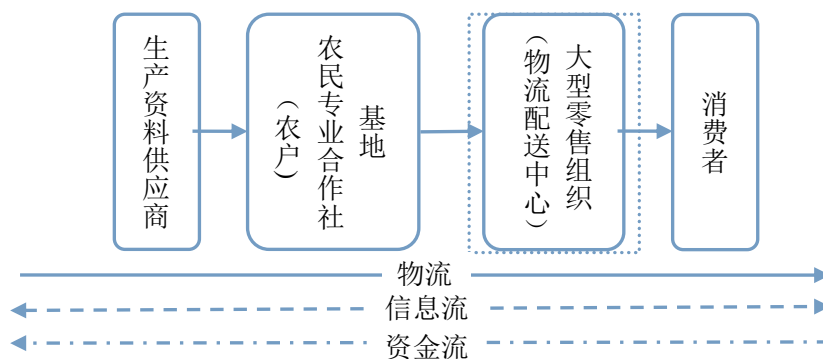 生产资料供应商
基地
农民专业合作社
(农户)
大型零售组织
(物流配送中心)
消费者
物流
信息流
资金流